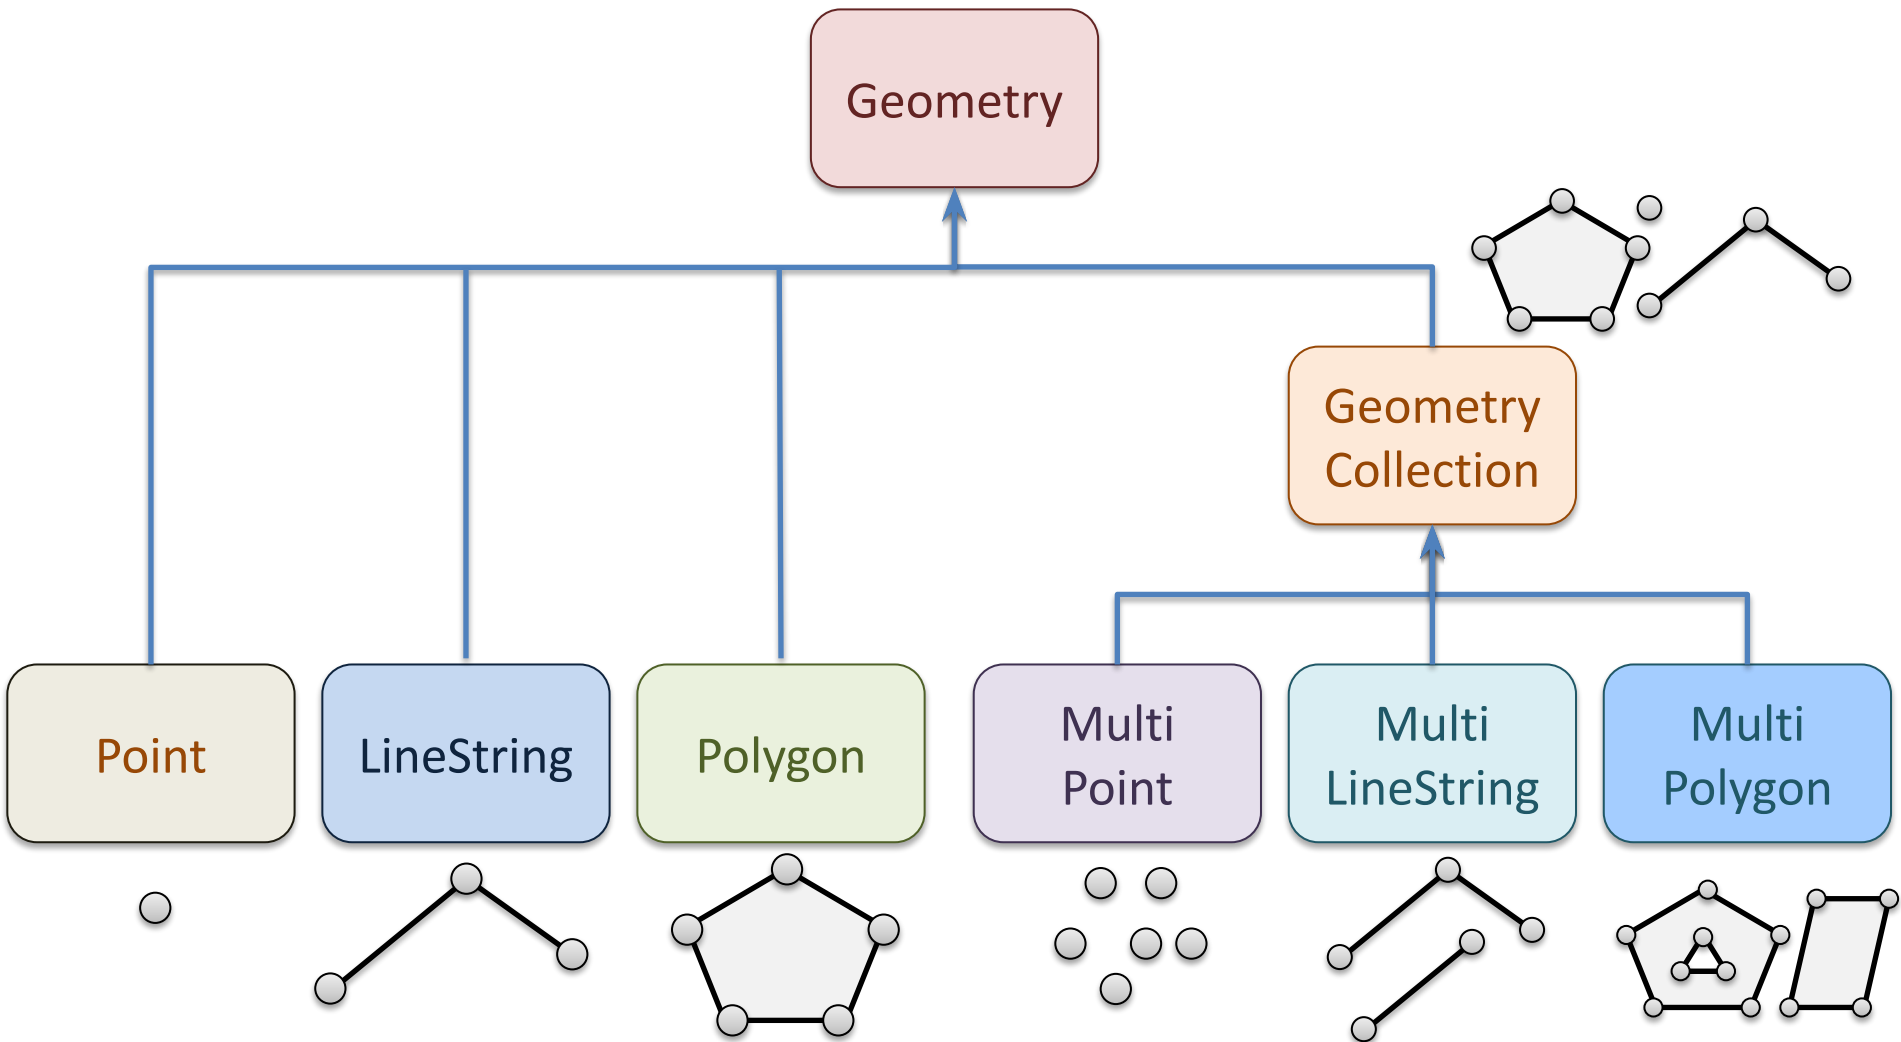 Geometry
Geometry
Collection
Point
LineString
Polygon
Multi
Point
Multi
LineString
Multi
Polygon